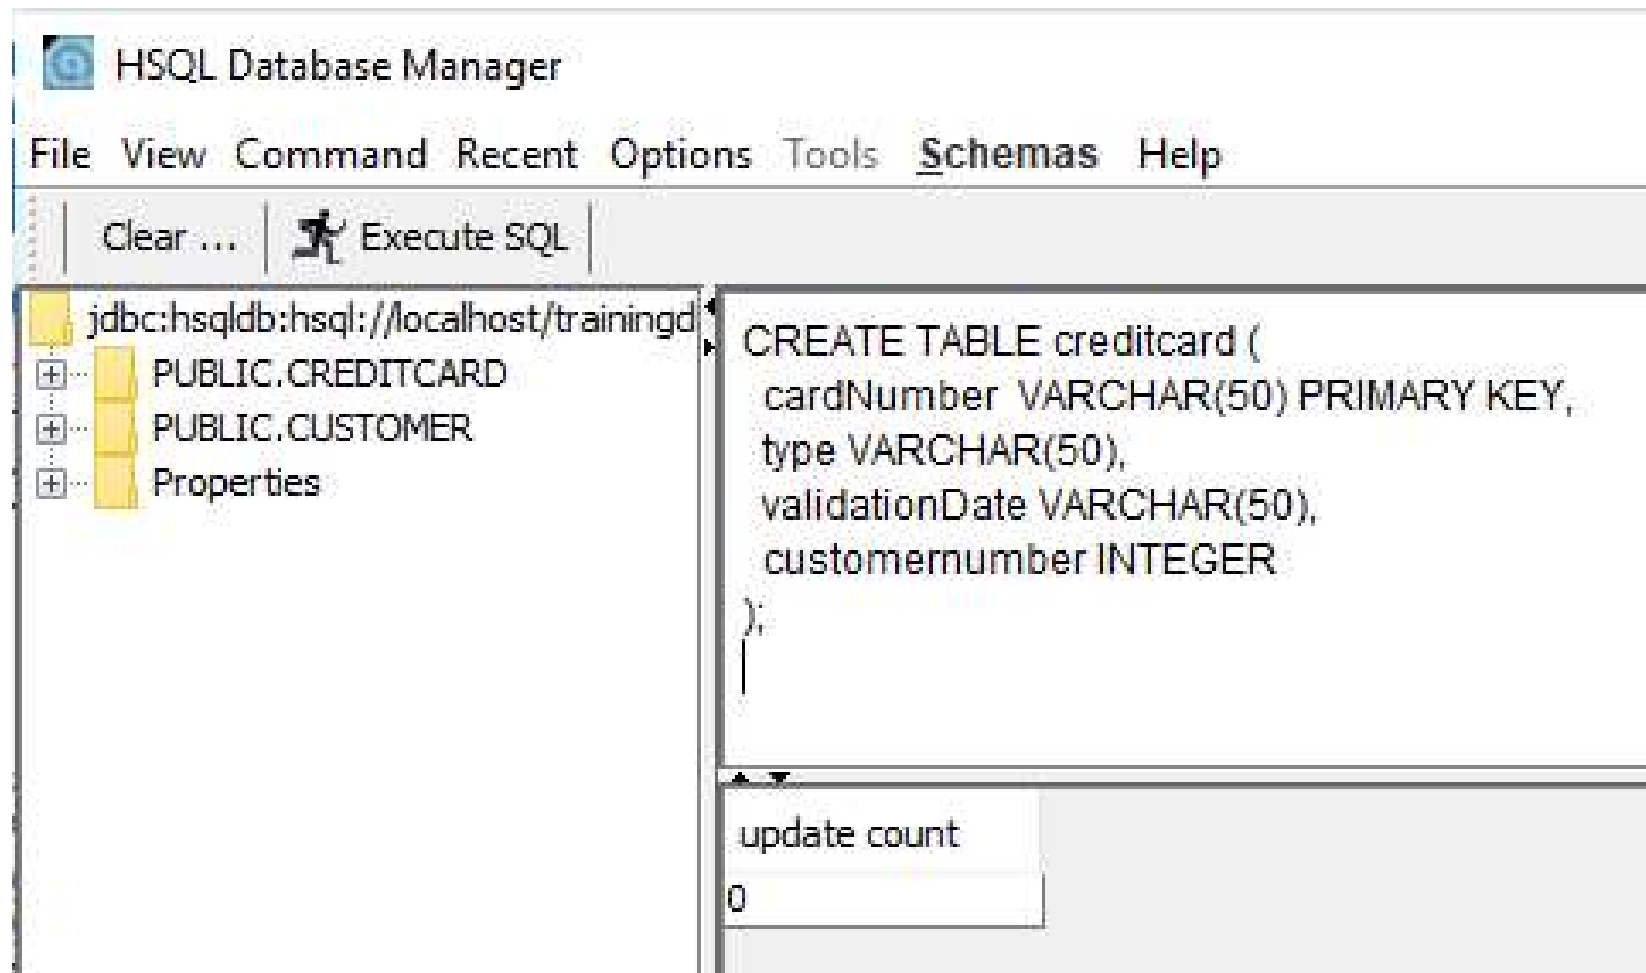 HSQL Database Manager
File View Command Recent Options Tools Schemas Help
Clear ... Execute SQL
jdbc:hsqldb:hsql://localhost/trainingd
PUBLIC.CREDITCARD
PUBLIC.CUSTOMER
Properties
CREATE TABLE creditcard (
cardNumber VARCHAR(50) PRIMARY KEY,
type VARCHAR(50),
validationDate VARCHAR(50),
customernumber INTEGER
);
update count
0